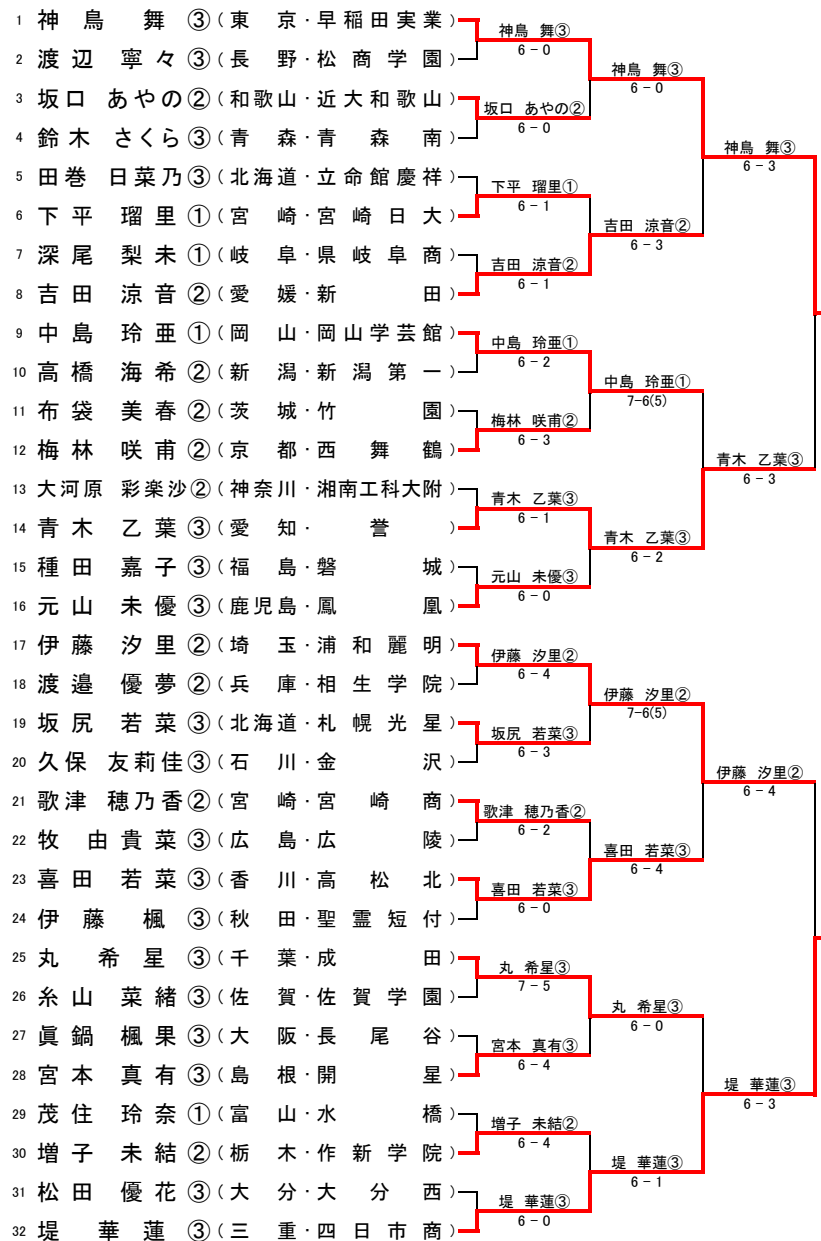 1 神鳥 舞 ③ (東京・早稲田実業)
2 渡辺 寧々 ③ (長野・松商学園)
3 坂口 あやの ② (和歌山・近大和歌山)
4 鈴木 さくら ③ (青森・青森南)
5 田巻 日菜乃 ③ (北海道・立命館慶祥)
6 下平 瑠里 ① (宮崎・宮崎日大)
7 深尾 梨未 ① (岐阜・県岐阜商)
8 吉田 涼音 ② (愛媛・新田)
9 中島 玲亜 ① (岡山・岡山学芸館)
10 高橋 海希 ② (新潟・新潟第一)
11 布袋 美春 ② (茨城・竹園)
12 梅林 咲甫 ② (京都・西舞鶴)
13 大河原 彩楽沙 ② (神奈川・湘南工科大附)
14 青木 乙葉 ③ (愛知・誉)
15 種田 嘉子 ③ (福島・磐城)
16 元山 未優 ③ (鹿児島・鳳凰)
17 伊藤 汐里 ② (埼玉・浦和麗明)
18 渡邉 優夢 ② (兵庫・相生学院)
19 坂尻 若菜 ③ (北海道・札幌光星)
20 久保 友莉佳 ③ (石川・金沢)
21 歌津 穂乃香 ② (宮崎・宮崎商)
22 牧 由貴菜 ③ (広島・広陵)
23 喜田 若菜 ③ (香川・高松北)
24 伊藤 楓 ③ (秋田・聖霊短付)
25 丸 希星 ③ (千葉・成田)
26 糸山 菜緒 ③ (佐賀・佐賀学園)
27 眞鍋 楓果 ③ (大阪・長尾谷)
28 宮本 真有 ③ (島根・開星)
29 茂住 玲奈 ① (富山・水橋)
30 増子 未結 ② (栃木・作新学院)
31 松田 優花 ③ (大分・大分西)
32 堤 華蓮 ③ (三重・四日市商)
神鳥 舞③
6-0
坂口 あやの②
6-0
下平 瑠里①
6-1
吉田 涼音②
6-1
中島 玲亜①
6-2
梅林 咲甫②
6-3
青木 乙葉③
6-1
元山 未優③
6-0
伊藤 汐里②
6-4
坂尻 若菜③
6-3
歌津 穂乃香②
6-2
喜田 若菜③
6-0
丸 希星③
7-5
宮本 真有③
6-4
増子 未結②
6-4
堤 華蓮③
6-0
神鳥 舞③
6-0
吉田 涼音②
6-3
中島 玲亜①
7-6(5)
青木 乙葉③
6-2
伊藤 汐里②
7-6(5)
喜田 若菜③
6-4
丸 希星③
6-0
堤 華蓮③
6-1
神鳥 舞③
6-3
青木 乙葉③
6-3
伊藤 汐里②
6-4
堤 華蓮③
6-3